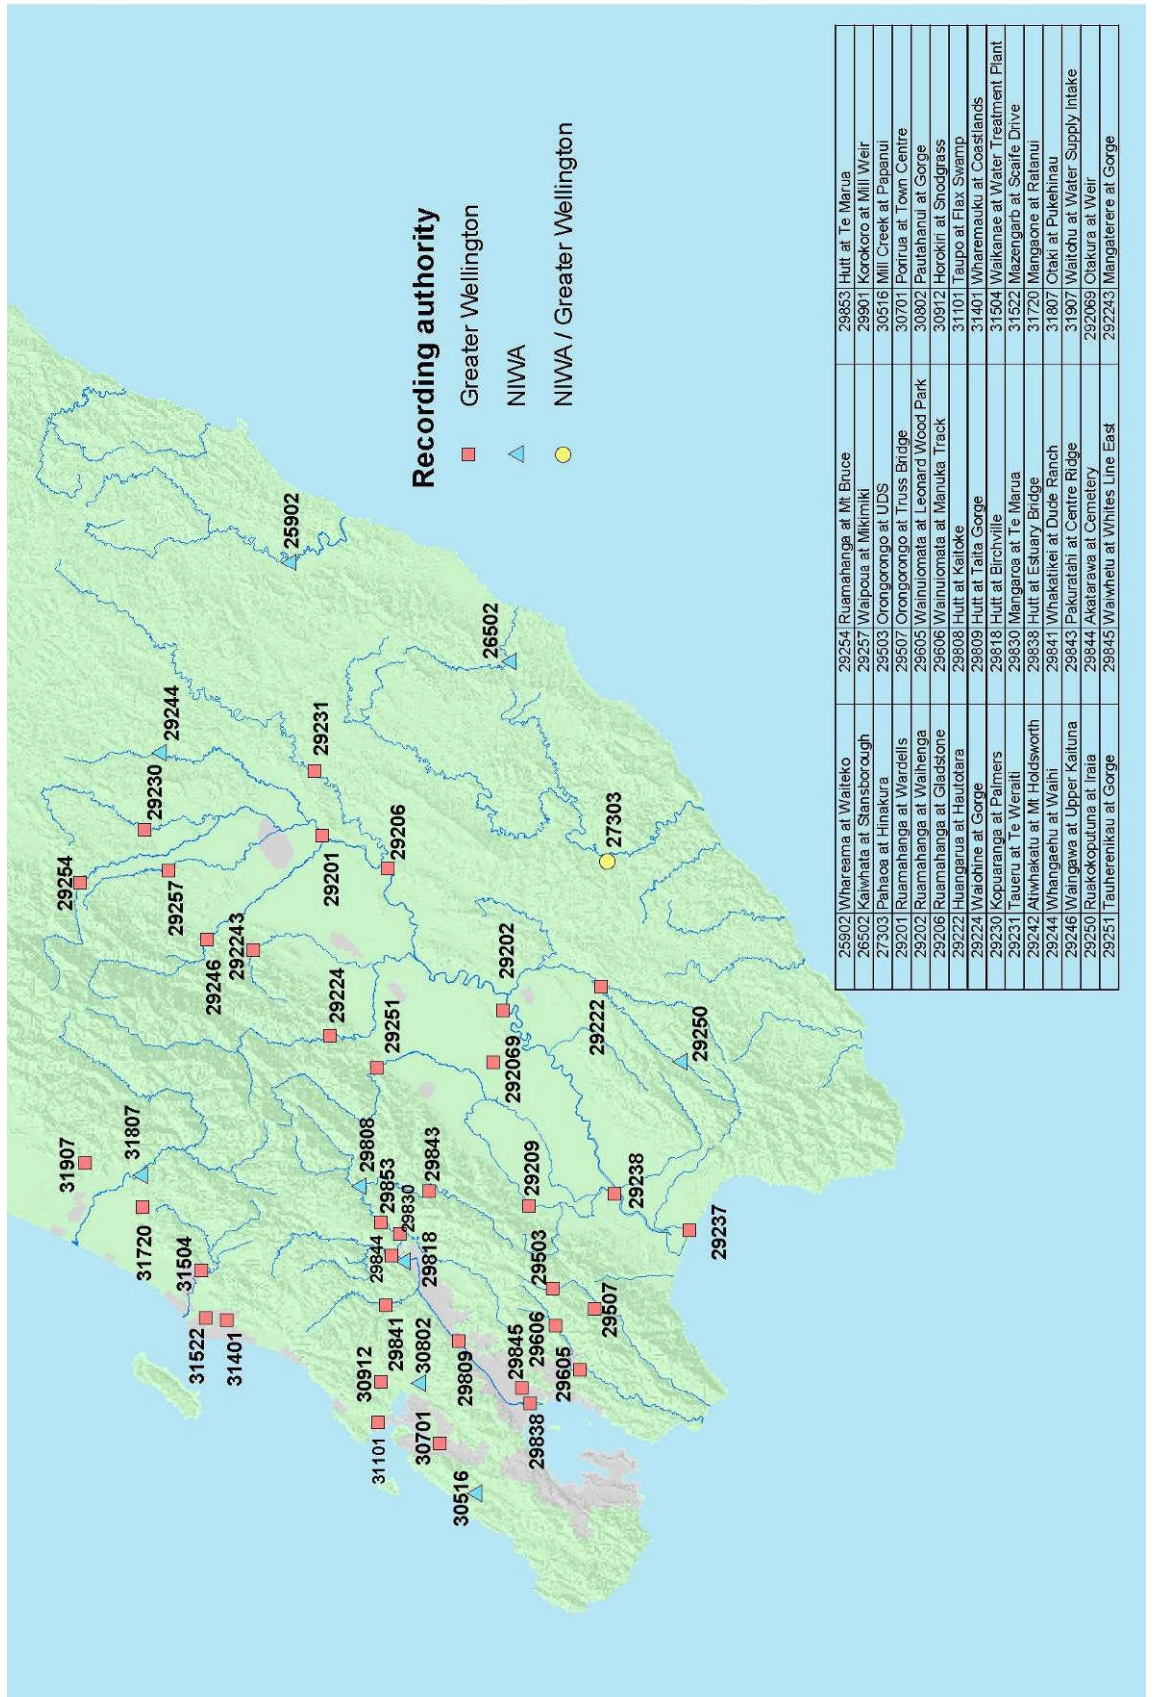 31907
31807
31720
31504
31522
31401
29254
29257
29230
29244
29246
292243
29224
29251
29201
29206
29231
25902
26502
27303
29202
292069
29222
29250
29808
29853
29830
29843
29844
29818
29841
30912
30802
31101
30701
30516
29809
29845
29838
29606
29605
29503
29507
29209
29238
29237
Recording authority
Greater Wellington
NIWA
NIWA / Greater Wellington
25902 Whareama at Waiteko 29254 Ruamahanga at Mt Bruce 29853 Hutt at Te Marua
26502 Kaiwhata at Stansborough 29257 Waipoua at Mikimiki 29901 Korokoro at Mill Weir
27303 Pahaoa at Hinakura 29503 Orongorongo at UDS 30516 Mill Creek at Papanui
29201 Ruamahanga at Wardells 29507 Orongorongo at Truss Bridge 30701 Porirua at Town Centre
29202 Ruamahanga at Waihenga 29605 Wainuiomata at Leonard Wood Park 30802 Pautahanui at Gorge
29206 Ruamahanga at Gladstone 29606 Wainuiomata at Manuka Track 30912 Horokiri at Snodgrass
29222 Huangarua at Hautotara 29808 Hutt at Kaitoke 31101 Taupo at Flax Swamp
29224 Waiohine at Gorge 29809 Hutt at Taita Gorge 31401 Wharemauku at Coastlands
29230 Kopuaranga at Palmers 29818 Hutt at Birchville 31504 Waikanae at Water Treatment Plant
29231 Taueru at Te Weraiti 29830 Mangaroa at Te Marua 31522 Mazengarb at Scaife Drive
29242 Atiwhakatu at Mt Holdsworth 29838 Hutt at Estuary Bridge 31720 Mangaone at Ratanui
29244 Whangaehu at Waihi 29841 Whakatikei at Dude Ranch 31807 Otaki at Pukehinau
29246 Waingawa at Upper Kaituna 29843 Pakuratahi at Centre Ridge 31907 Waitohu at Water Supply Intake
29250 Ruakokoputuna at Iraia 29844 Akatarawa at Cemetery 292069 Otakura at Weir
29251 Tauherenikau at Gorge 29845 Waiwhetu at Whites Line East 292243 Mangaterere at Gorge